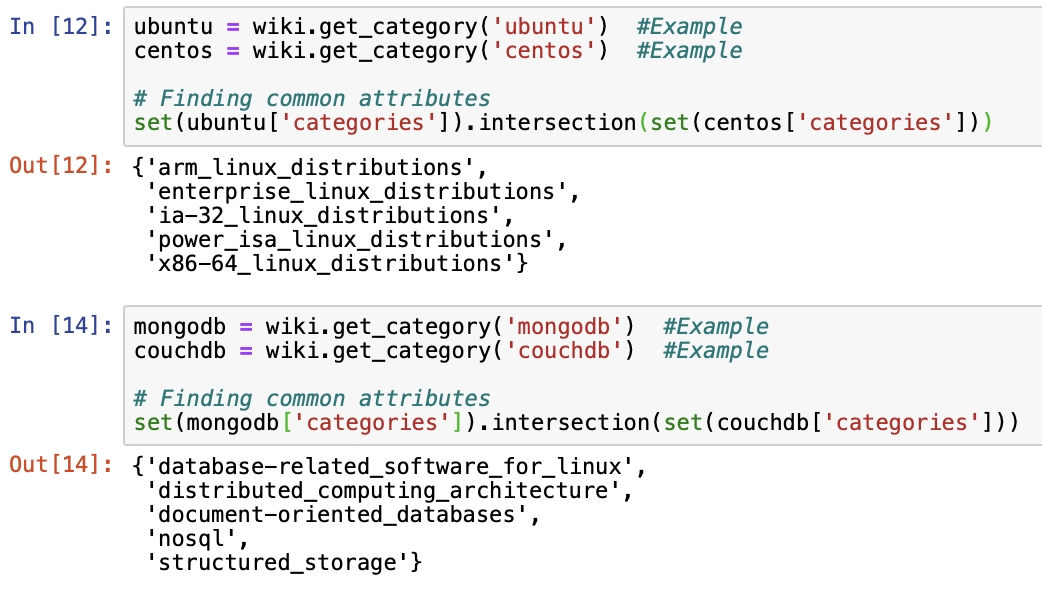 In [12]: ubuntu = wiki.get_category('ubuntu')  #Example
centos = wiki.get_category('centos')  #Example
# Finding common attributes
set(ubuntu['categories']).intersection(set(centos['categories']))
Out[12]: {'arm_linux_distributions',
'enterprise_linux_distributions',
'ia-32_linux_distributions',
'power_isa_linux_distributions',
'x86-64_linux_distributions'}
In [14]: mongodb = wiki.get_category('mongodb')  #Example
couchdb = wiki.get_category('couchdb')  #Example
# Finding common attributes
set(mongodb['categories']).intersection(set(couchdb['categories']))
Out[14]: {'database-related_software_for_linux',
'distributed_computing_architecture',
'document-oriented_databases',
'nosql',
'structured_storage'}